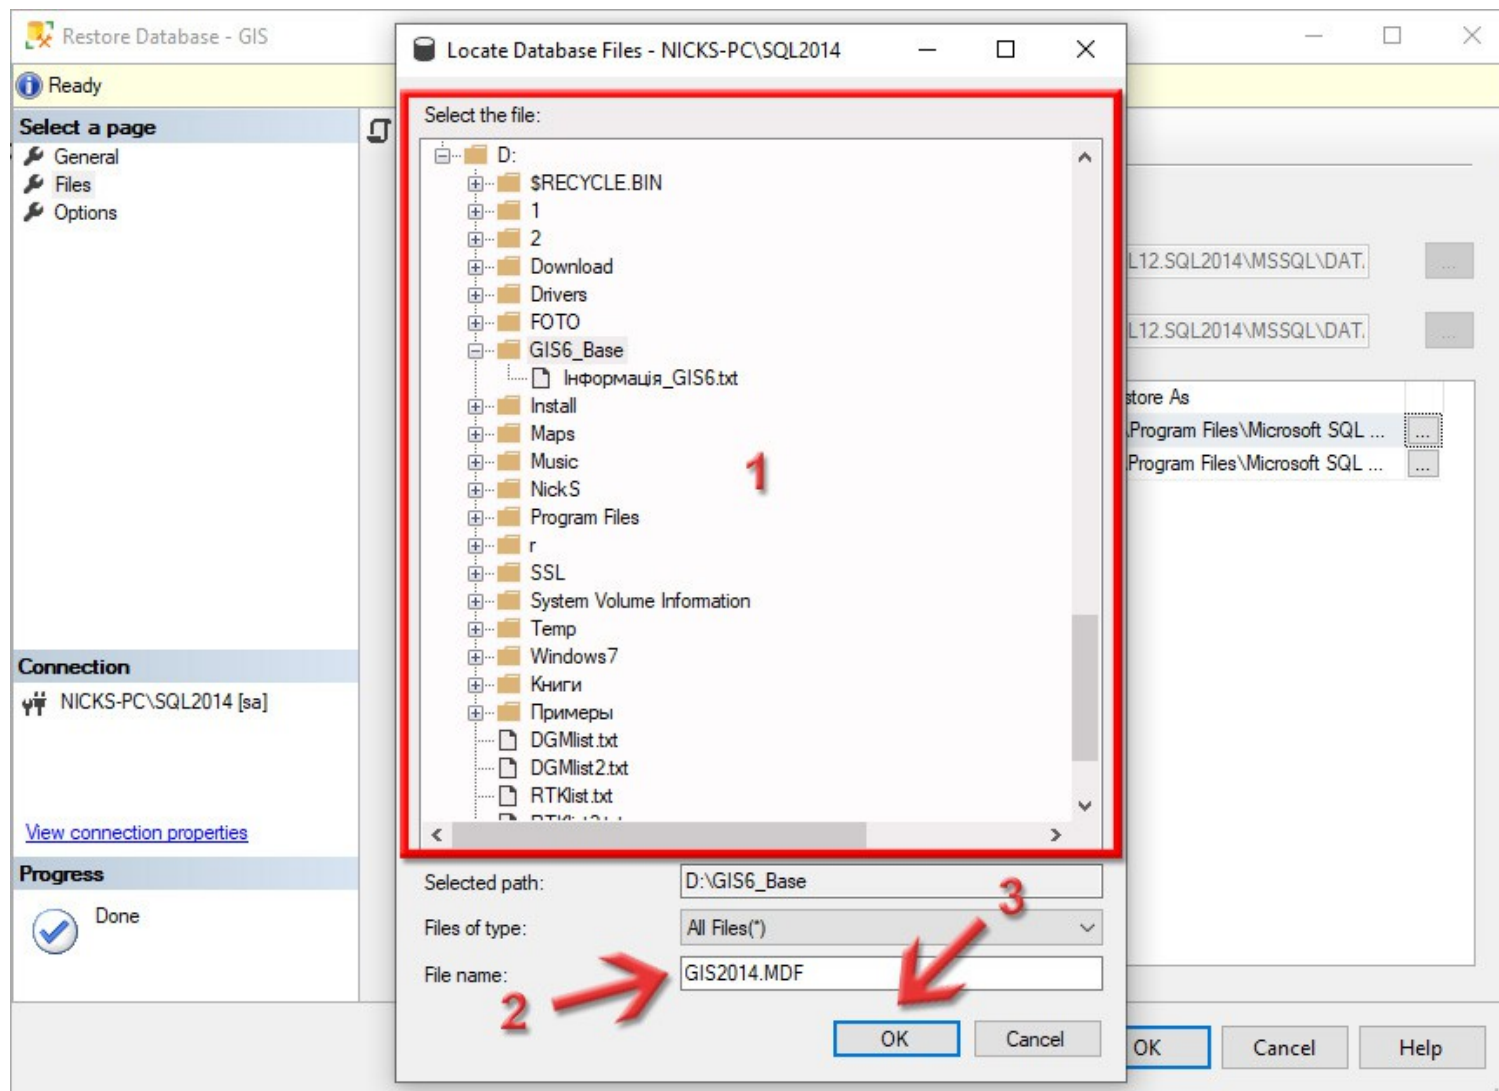 Restore Database - GIS
Ready
Select a page
General
Files
Options
Connection
NICKS-PC\SQL2014 [sa]
View connection properties
Progress
Done
Locate Database Files - NICKS-PC\SQL2014
Select the file:
D:
$RECYCLE.BIN
1
2
Download
Drivers
FOTO
GIS6_Base
Інформація_GIS6.txt
Install
Maps
Music
NickS
Program Files
r
SSL
System Volume Information
Temp
Windows7
Книги
Примеры
DGMlist.txt
DGMlist2.txt
RTKlist.txt
1
Selected path:
D:\GIS6_Base
3
Files of type:
All Files(*)
File name:
GIS2014.MDF
2
OK
Cancel
L12.SQL2014\MSSQL\DAT.
...
L12.SQL2014\MSSQL\DAT.
...
store As
\Program Files\Microsoft SQL ...
...
\Program Files\Microsoft SQL ...
...
OK
Cancel
Help